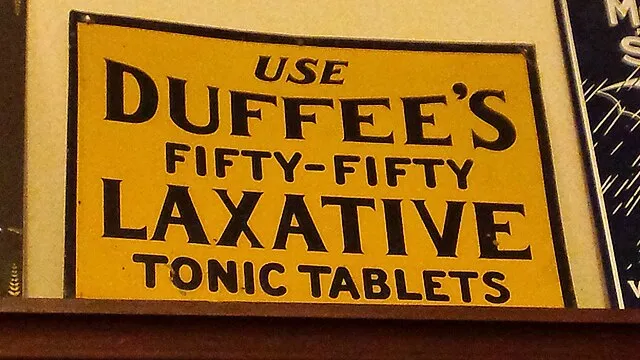 USE
DUFFEE'S
FIFTY-FIFTY
LAXATIVE
TONIC TABLETS